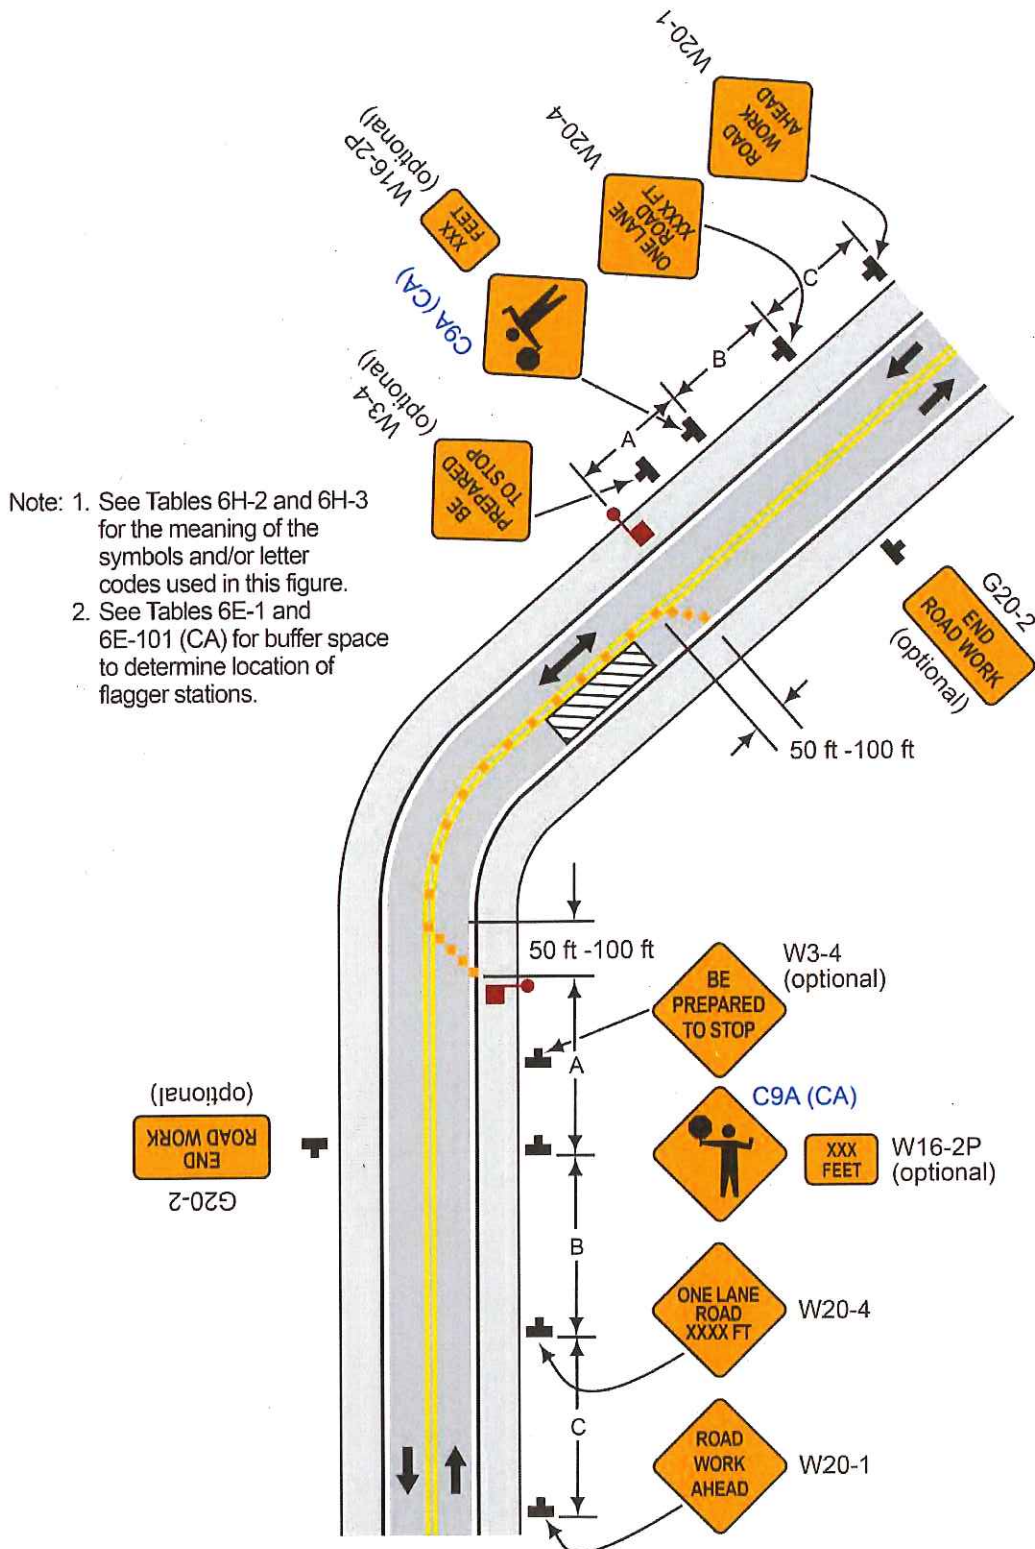 W20-1
ROAD
WORK
AHEAD
W20-4
ONE LANE
ROAD
XXXX FT
W16-2P
(optional)
XXX
FEET
C9A (CA)
W3-4
(optional)
BE
PREPARED
TO STOP
C
B
A
Note: 1. See Tables 6H-2 and 6H-3
for the meaning of the
symbols and/or letter
codes used in this figure.
2. See Tables 6E-1 and
6E-101 (CA) for buffer space
to determine location of
flagger stations.
G20-2
END
ROAD WORK
(optional)
50 ft -100 ft
50 ft -100 ft
BE
PREPARED
TO STOP
W3-4
(optional)
A
C9A (CA)
XXX
FEET
W16-2P
(optional)
G20-2
END
ROAD WORK
(optional)
B
ONE LANE
ROAD
XXXX FT
W20-4
C
ROAD
WORK
AHEAD
W20-1